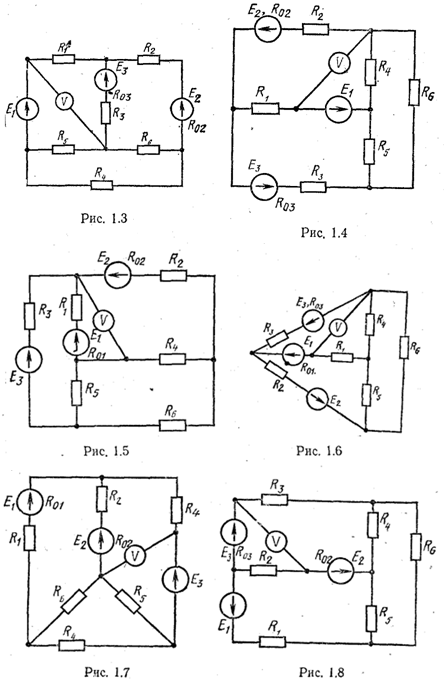 R₁ R₂
E₃
R₀₃
R₃
E₁ V E₂
R₀₂
R₅ R₆
R₄
Рис. 1.3
E₂, R₀₂ R₂
V R₄
R₆
R₁ E₁
R₅
E₃ R₃
R₀₃
Рис. 1.4
E₂ R₀₂ R₂
R₃ R₁
V
E₁
R₀₁ R₄
E₃ R₅
R₆
Рис. 1.5
E₃, R₀₃
R₃ V R₄
E₁ R₁ R₆
R₀₁
R₂ R₅
E₂
Рис. 1.6
E₁ R₀₁ R₂ R₄
R₁ E₂ R₀₂ V
E₃
R₆ R₅
R₄
Рис. 1.7
R₃
R₄
E₃ R₀₃ V R₆
R₂ R₀₂ E₂
E₁ R₅
R₁
Рис. 1.8